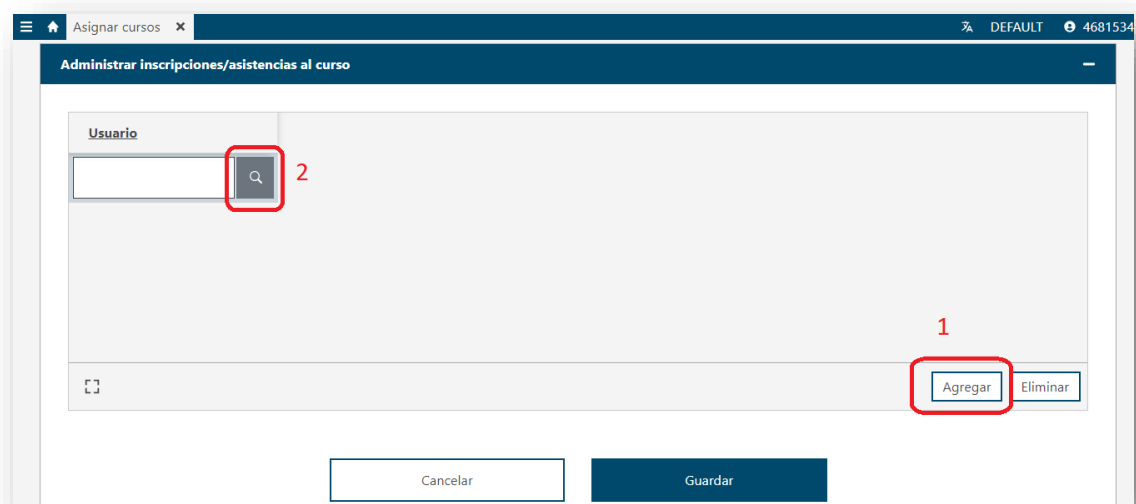 Asignar cursos
DEFAULT 4681534
Administrar inscripciones/asistencias al curso
Usuario
2
1
Agregar Eliminar
Cancelar Guardar